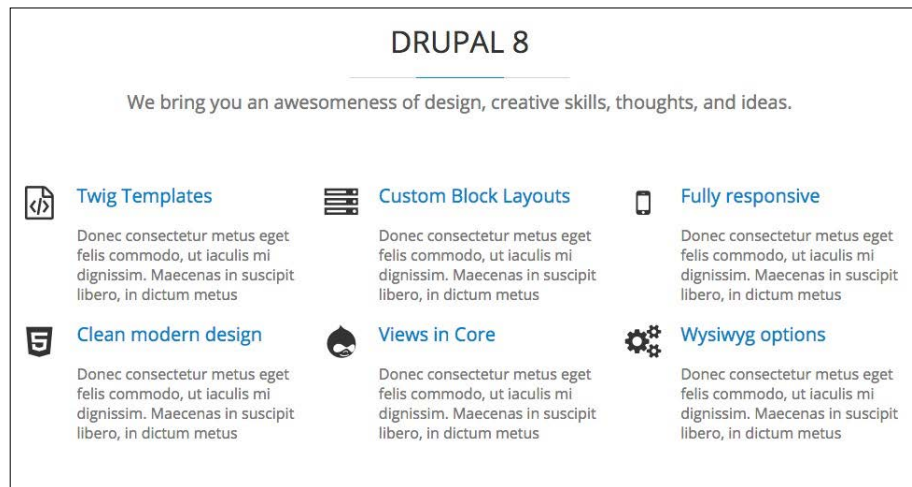 DRUPAL 8
We bring you an awesomeness of design, creative skills, thoughts, and ideas.
Twig Templates
Donec consectetur metus eget
felis commodo, ut iaculis mi
dignissim. Maecenas in suscipit
libero, in dictum metus
Custom Block Layouts
Donec consectetur metus eget
felis commodo, ut iaculis mi
dignissim. Maecenas in suscipit
libero, in dictum metus
Fully responsive
Donec consectetur metus eget
felis commodo, ut iaculis mi
dignissim. Maecenas in suscipit
libero, in dictum metus
Clean modern design
Donec consectetur metus eget
felis commodo, ut iaculis mi
dignissim. Maecenas in suscipit
libero, in dictum metus
Views in Core
Donec consectetur metus eget
felis commodo, ut iaculis mi
dignissim. Maecenas in suscipit
libero, in dictum metus
Wysiwyg options
Donec consectetur metus eget
felis commodo, ut iaculis mi
dignissim. Maecenas in suscipit
libero, in dictum metus